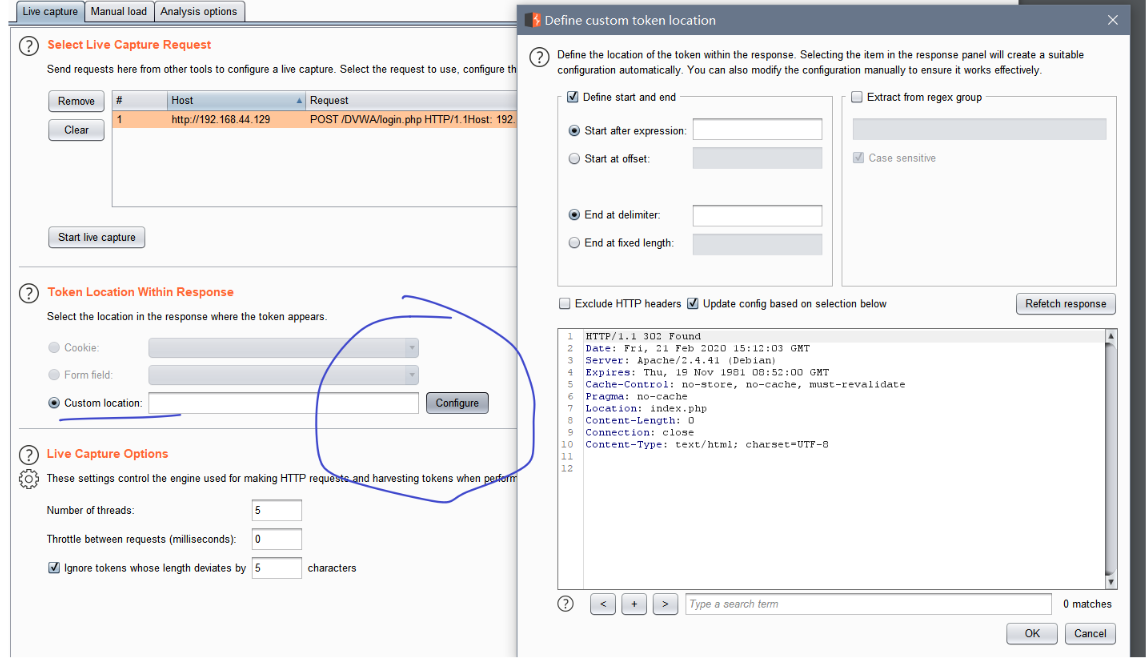 Live capture Manual load Analysis options
? Select Live Capture Request
Send requests here from other tools to configure a live capture. Select the request to use, configure th
Remove
Clear
# Host Request
1 http://192.168.44.129 POST /DVWA/login.php HTTP/1.1Host: 192.
Start live capture
? Token Location Within Response
Select the location in the response where the token appears.
Cookie:
Form field:
Custom location: Configure
? Live Capture Options
These settings control the engine used for making HTTP requests and harvesting tokens when perform
Number of threads: 5
Throttle between requests (milliseconds): 0
Ignore tokens whose length deviates by 5 characters
Define custom token location
? Define the location of the token within the response. Selecting the item in the response panel will create a suitable
configuration automatically. You can also modify the configuration manually to ensure it works effectively.
Define start and end
Start after expression:
Start at offset:
End at delimiter:
End at fixed length:
Extract from regex group
Case sensitive
Exclude HTTP headers Update config based on selection below Refetch response
1 HTTP/1.1 302 Found
2 Date: Fri, 21 Feb 2020 15:12:03 GMT
3 Server: Apache/2.4.41 (Debian)
4 Expires: Thu, 19 Nov 1981 08:52:00 GMT
5 Cache-Control: no-store, no-cache, must-revalidate
6 Pragma: no-cache
7 Location: index.php
8 Content-Length: 0
9 Connection: close
10 Content-Type: text/html; charset=UTF-8
11
12
? < + > Type a search term 0 matches
OK Cancel